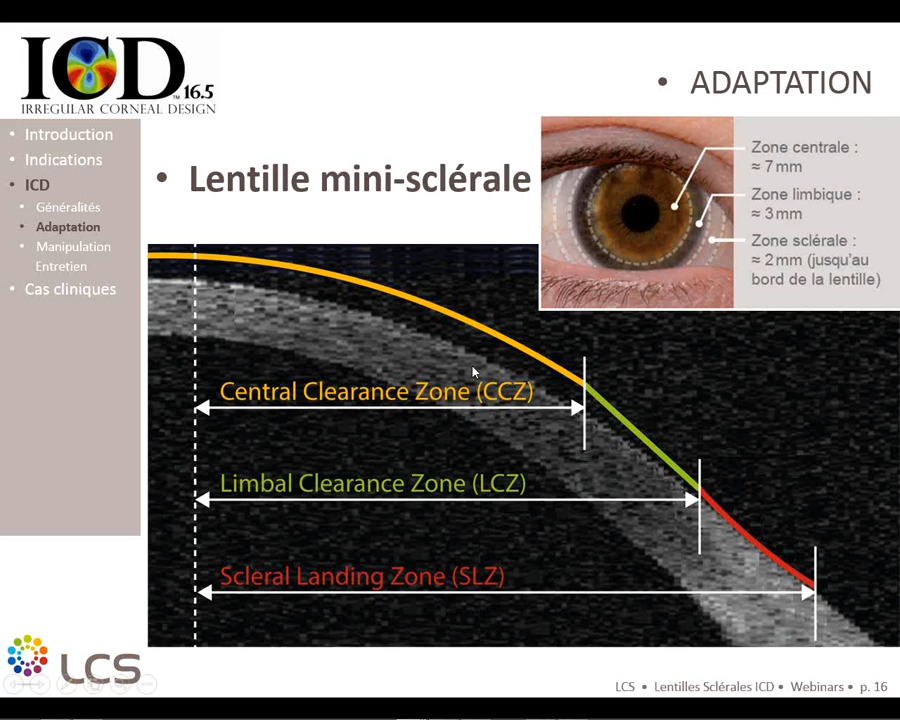 ICD™ 16.5
IRREGULAR CORNEAL DESIGN
• ADAPTATION
• Introduction
• Indications
• ICD
• Généralités
• Adaptation
• Manipulation
Entretien
• Cas cliniques
• Lentille mini-sclérale
Zone centrale :
≈ 7 mm
Zone limbique :
≈ 3 mm
Zone sclérale :
≈ 2 mm (jusqu'au
bord de la lentille)
Central Clearance Zone (CCZ)
Limbal Clearance Zone (LCZ)
Scleral Landing Zone (SLZ)
LCS
LCS • Lentilles Sclérales ICD • Webinars • p. 16